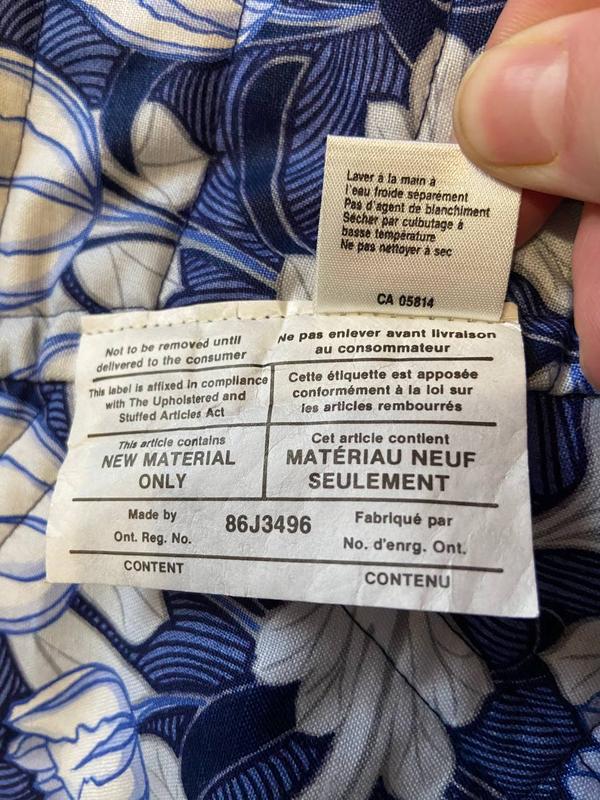 Laver à la main à
l'eau froide séparément
Pas d'agent de blanchiment
Sécher par culbutage à
basse température
Ne pas nettoyer à sec
CA 05814
Not to be removed until
delivered to the consumer
Ne pas enlever avant livraison
au consommateur
This label is affixed in compliance
with The Upholstered and
Stuffed Articles Act
Cette étiquette est apposée
conformément à la loi sur
les articles rembourrés
This article contains
NEW MATERIAL
ONLY
Cet article contient
MATÉRIAU NEUF
SEULEMENT
Made by
Ont. Reg. No.
86J3496
Fabriqué par
No. d'enrg. Ont.
CONTENT
CONTENU